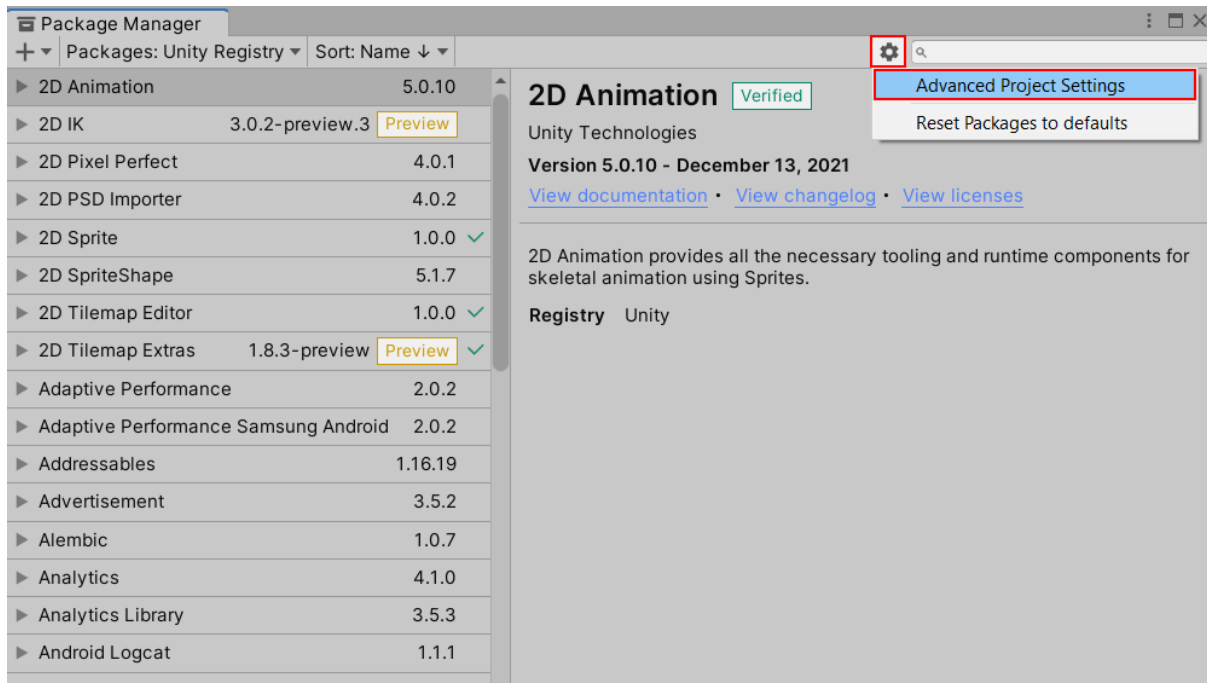 Package Manager
Packages: Unity Registry Sort: Name ↓
2D Animation 5.0.10
2D IK 3.0.2-preview.3 Preview
2D Pixel Perfect 4.0.1
2D PSD Importer 4.0.2
2D Sprite 1.0.0 ✓
2D SpriteShape 5.1.7
2D Tilemap Editor 1.0.0 ✓
2D Tilemap Extras 1.8.3-preview Preview ✓
Adaptive Performance 2.0.2
Adaptive Performance Samsung Android 2.0.2
Addressables 1.16.19
Advertisement 3.5.2
Alembic 1.0.7
Analytics 4.1.0
Analytics Library 3.5.3
Android Logcat 1.1.1
Advanced Project Settings
Reset Packages to defaults
2D Animation Verified
Unity Technologies
Version 5.0.10 - December 13, 2021
View documentation • View changelog • View licenses
2D Animation provides all the necessary tooling and runtime components for
skeletal animation using Sprites.
Registry Unity